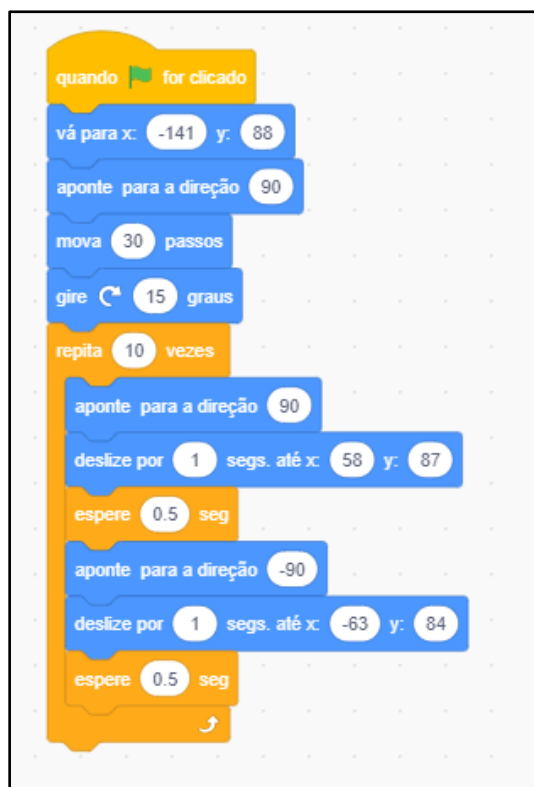 quando for clicado
vá para x: -141 y: 88
aponte para a direção 90
mova 30 passos
gire 15 graus
repita 10 vezes
aponte para a direção 90
deslize por 1 segs. até x: 58 y: 87
espere 0.5 seg
aponte para a direção -90
deslize por 1 segs. até x: -63 y: 84
espere 0.5 seg